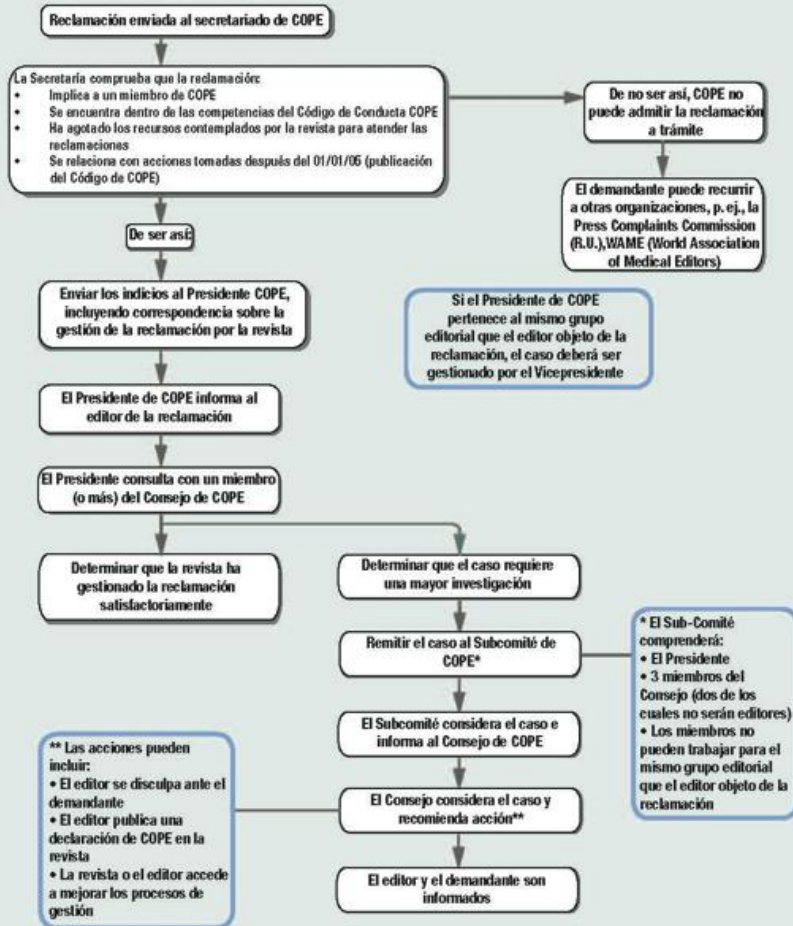 Reclamación enviada al secretariado de COPE
La Secretaría comprueba que la reclamación:
• Implica a un miembro de COPE
• Se encuentra dentro de las competencias del Código de Conducta COPE
• Ha agotado los recursos contemplados por la revista para atender las
reclamaciones
• Se relaciona con acciones tomadas después del 01/01/05 (publicación
del Código de COPE)
De no ser así, COPE no
puede admitir la reclamación
a trámite
El demandante puede recurrir
a otras organizaciones, p. ej., la
Press Complaints Commission
(R.U.),WAME (World Association
of Medical Editors)
De ser así:
Enviar los indicios al Presidente COPE,
incluyendo correspondencia sobre la
gestión de la reclamación por la revista
Si el Presidente de COPE
pertenece al mismo grupo
editorial que el editor objeto de la
reclamación, el caso deberá ser
gestionado por el Vicepresidente
El Presidente de COPE informa al
editor de la reclamación
El Presidente consulta con un miembro
(o más) del Consejo de COPE
Determinar que la revista ha
gestionado la reclamación
satisfactoriamente
Determinar que el caso requiere
una mayor investigación
Remitir el caso al Subcomité de
COPE*
* El Sub-Comité
comprenderá:
• El Presidente
• 3 miembros del
Consejo (dos de los
cuales no serán editores)
• Los miembros no
pueden trabajar para el
mismo grupo editorial
que el editor objeto de la
reclamación
El Subcomité considera el caso e
informa al Consejo de COPE
** Las acciones pueden
incluir:
• El editor se disculpa ante el
demandante
• El editor publica una
declaración de COPE en la
revista
• La revista o el editor accede
a mejorar los procesos de
gestión
El Consejo considera el caso y
recomienda acción**
El editor y el demandante son
informados